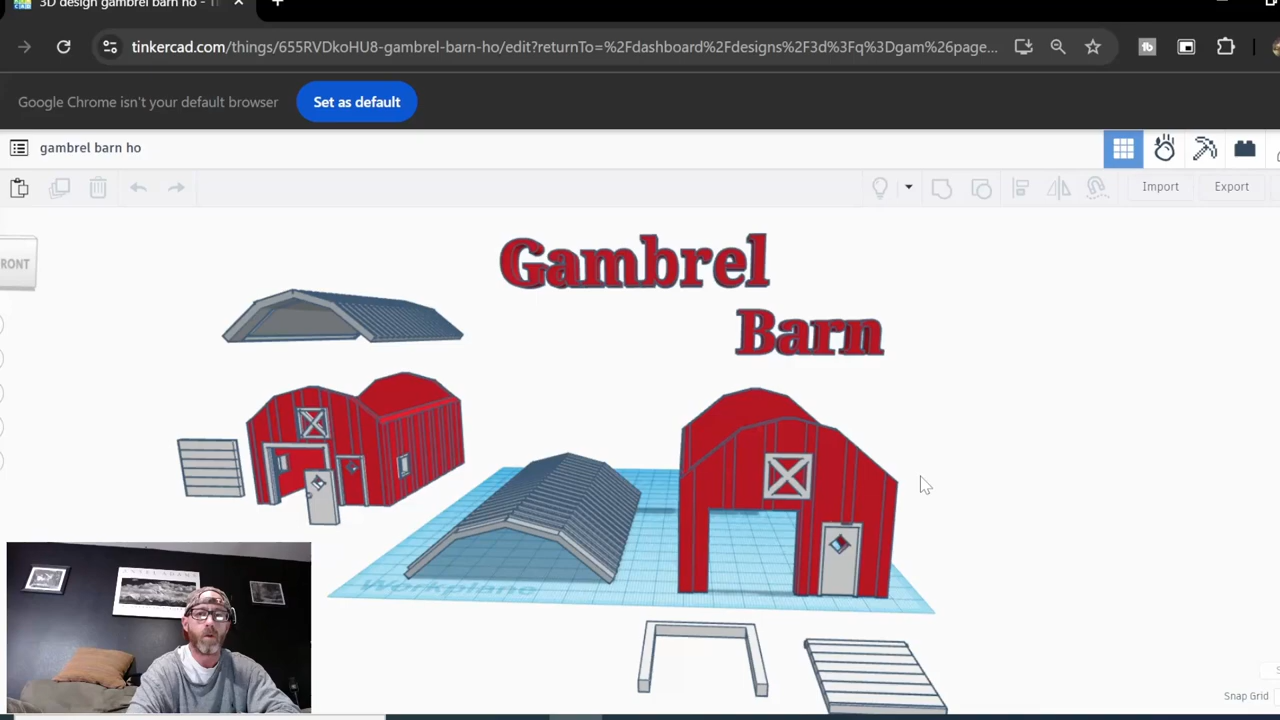 3D design gambrel barn ho - T
tinkercad.com/things/655RVDkoHU8-gambrel-barn-ho/edit?returnTo=%2Fdashboard%2Fdesigns%2F3d%3Fq%3Dgam%26page...
Google Chrome isn't your default browser
Set as default
gambrel barn ho
Import
Export
RONT
Gambrel
Barn
Workplane
ANSEL ADAMS
Snap Grid